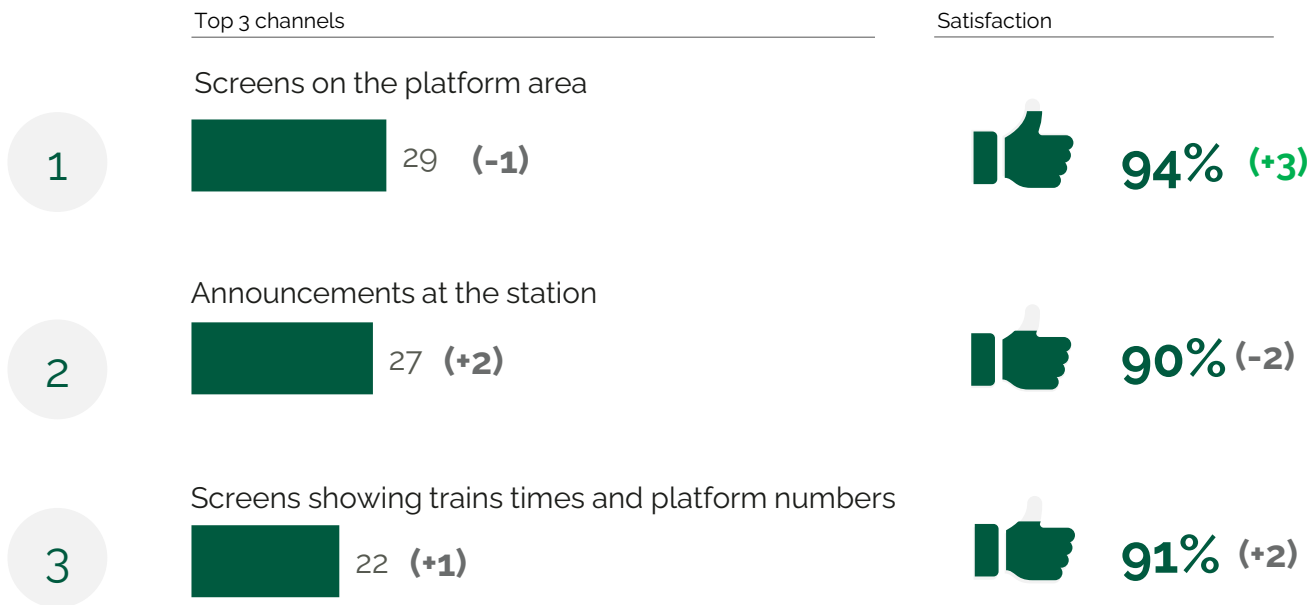 Top 3 channels
Satisfaction
Screens on the platform area
1
29 (-1)
94% (+3)
Announcements at the station
2
27 (+2)
90% (-2)
Screens showing trains times and platform numbers
3
22 (+1)
91% (+2)